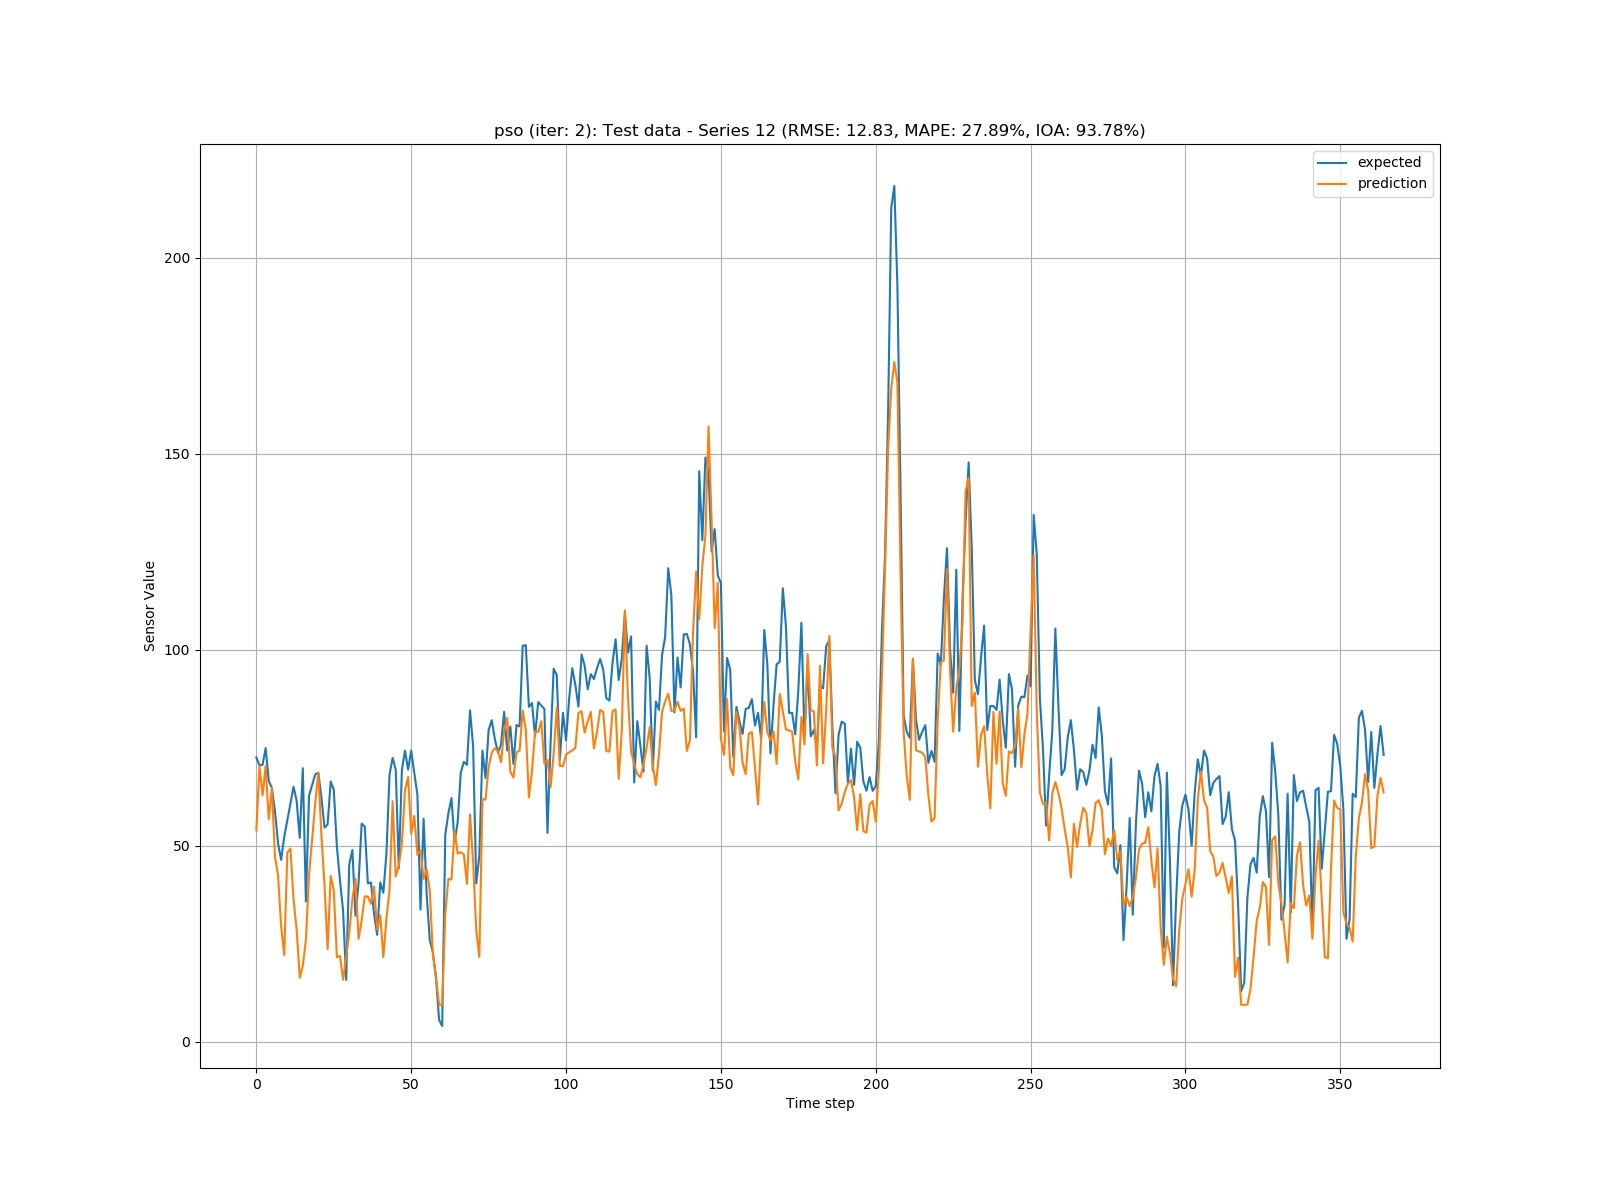 pso (iter: 2): Test data - Series 12 (RMSE: 12.83, MAPE: 27.89%, IOA: 93.78%)
expected
prediction
200
150
100
50
0
Sensor Value
0 50 100 150 200 250 300 350
Time step